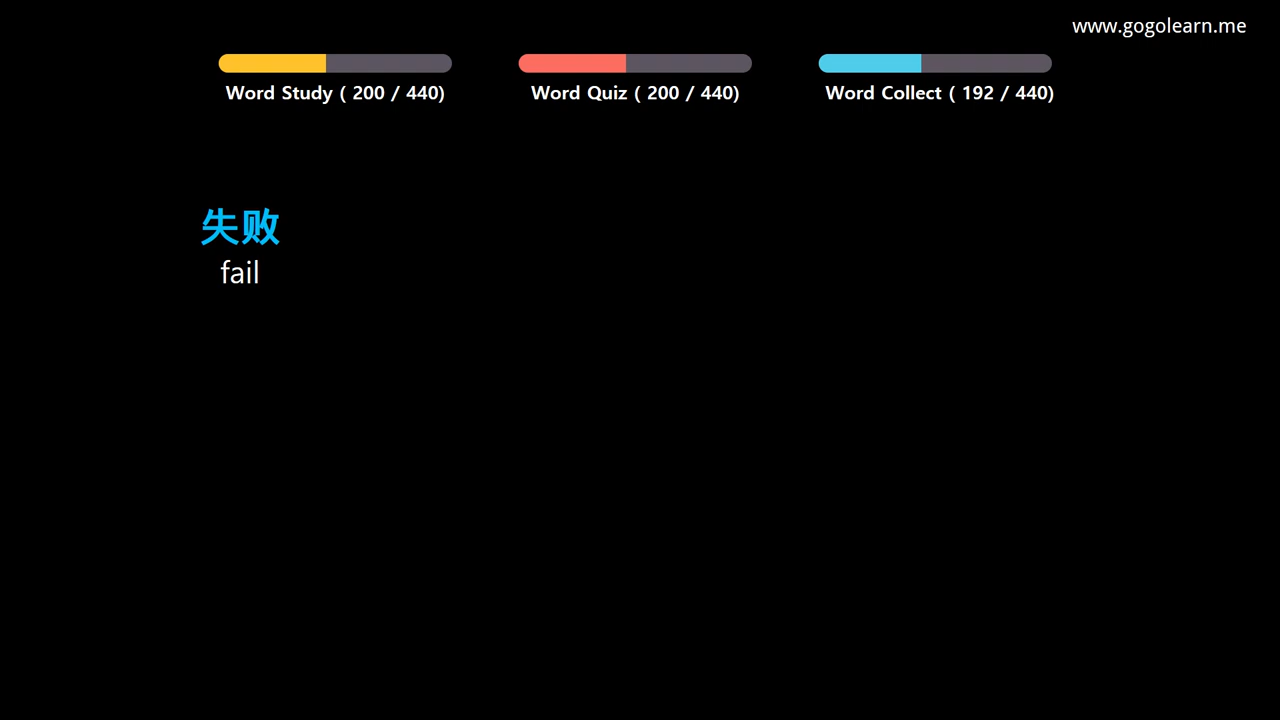 www.gogolearn.me
Word Study ( 200 / 440)
Word Quiz ( 200 / 440)
Word Collect ( 192 / 440)
失败
fail